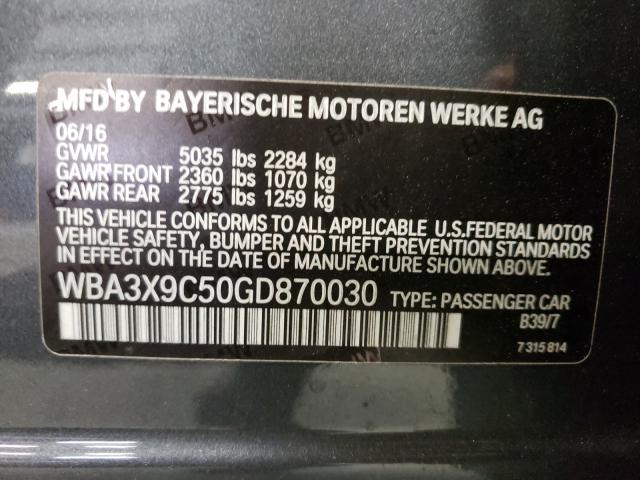 MFD BY BAYERISCHE MOTOREN WERKE AG
06/16
GVWR 5035 lbs 2284 kg
GAWR FRONT 2360 lbs 1070 kg
GAWR REAR 2775 lbs 1259 kg
THIS VEHICLE CONFORMS TO ALL APPLICABLE U.S.FEDERAL MOTOR
VEHICLE SAFETY, BUMPER AND THEFT PREVENTION STANDARDS
IN EFFECT ON THE DATE OF MANUFACTURE SHOWN ABOVE.
WBA3X9C50GD870030 TYPE: PASSENGER CAR
B39/7
7 315 814